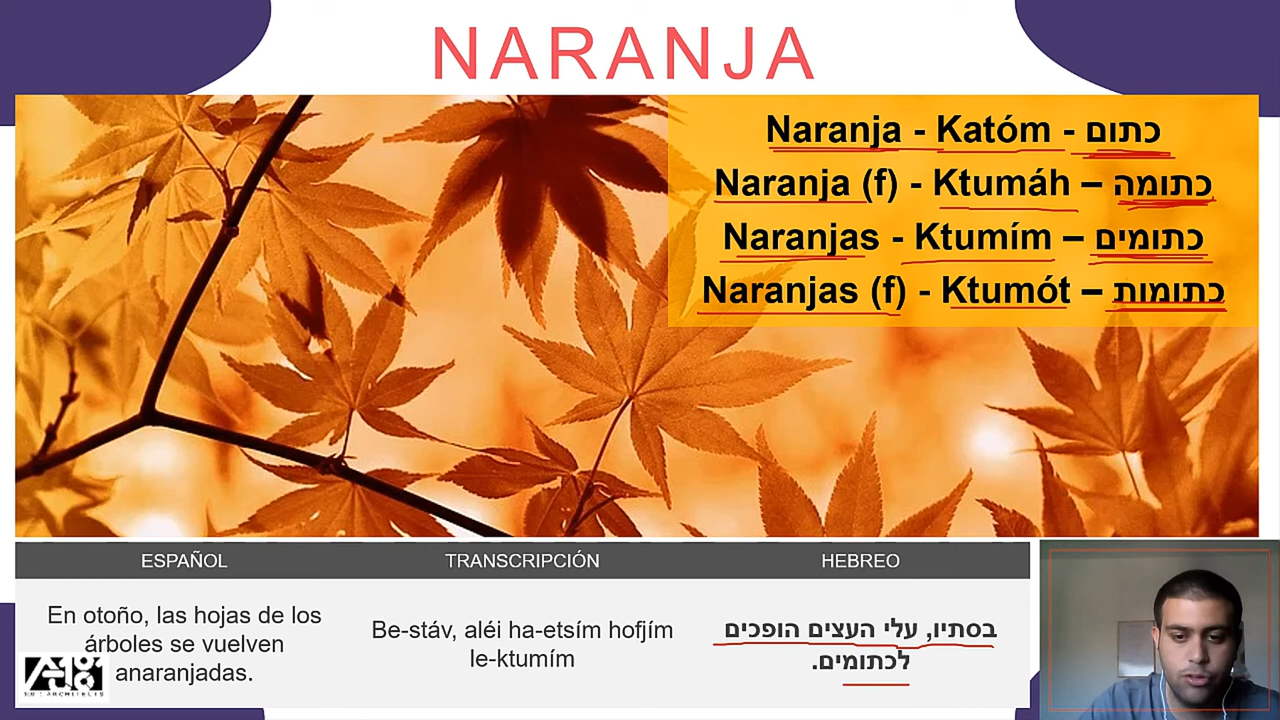 NARANJA
Naranja - Katóm - כתום
Naranja (f) - Ktumáh – כתומה
Naranjas - Ktumím – כתומים
Naranjas (f) - Ktumót – כתומות
ESPAÑOL
TRANSCRIPCIÓN
HEBREO
En otoño, las hojas de los
árboles se vuelven
anaranjadas.
Be-stáv, aléi ha-etsím hofjím
le-ktumím
בסתיו, עלי העצים הופכים
לכתומים.